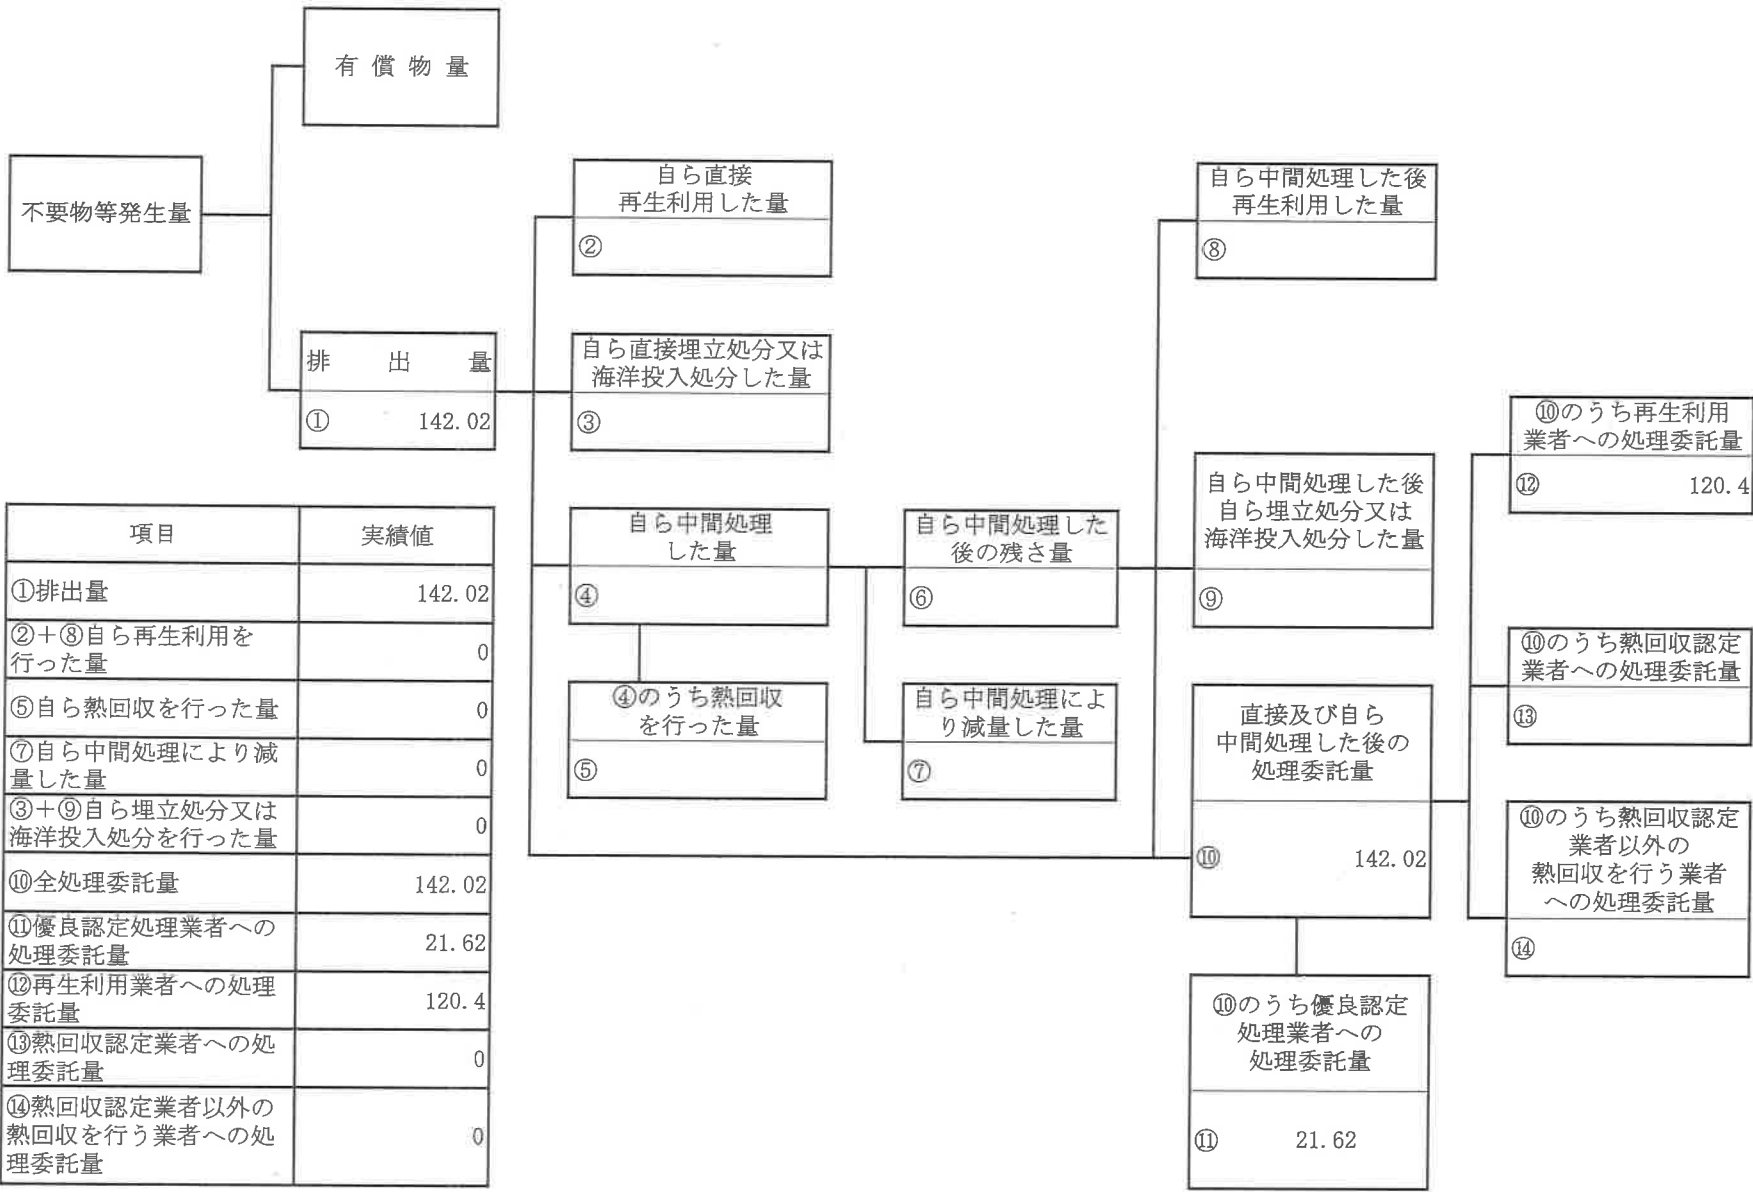 有償物量
不要物等発生量
排出量
① 142.02
自ら直接
再生利用した量
②
自ら直接埋立処分又は
海洋投入処分した量
③
自ら中間処理
した量
④
④のうち熱回収
を行った量
⑤
自ら中間処理した
後の残さ量
⑥
自ら中間処理によ
り減量した量
⑦
自ら中間処理した後
再生利用した量
⑧
自ら中間処理した後
自ら埋立処分又は
海洋投入処分した量
⑨
直接及び自ら
中間処理した後の
処理委託量
⑩ 142.02
⑩のうち優良認定
処理業者への
処理委託量
⑪ 21.62
⑩のうち再生利用
業者への処理委託量
⑫ 120.4
⑩のうち熱回収認定
業者への処理委託量
⑬
⑩のうち熱回収認定
業者以外の
熱回収を行う業者
への処理委託量
⑭
項目 実績値
①排出量 142.02
②+⑧自ら再生利用を
行った量 0
⑤自ら熱回収を行った量 0
⑦自ら中間処理により減
量した量 0
③+⑨自ら埋立処分又は
海洋投入処分を行った量 0
⑩全処理委託量 142.02
⑪優良認定処理業者への
処理委託量 21.62
⑫再生利用業者への処理
委託量 120.4
⑬熱回収認定業者への処
理委託量 0
⑭熱回収認定業者以外の
熱回収を行う業者への処
理委託量 0